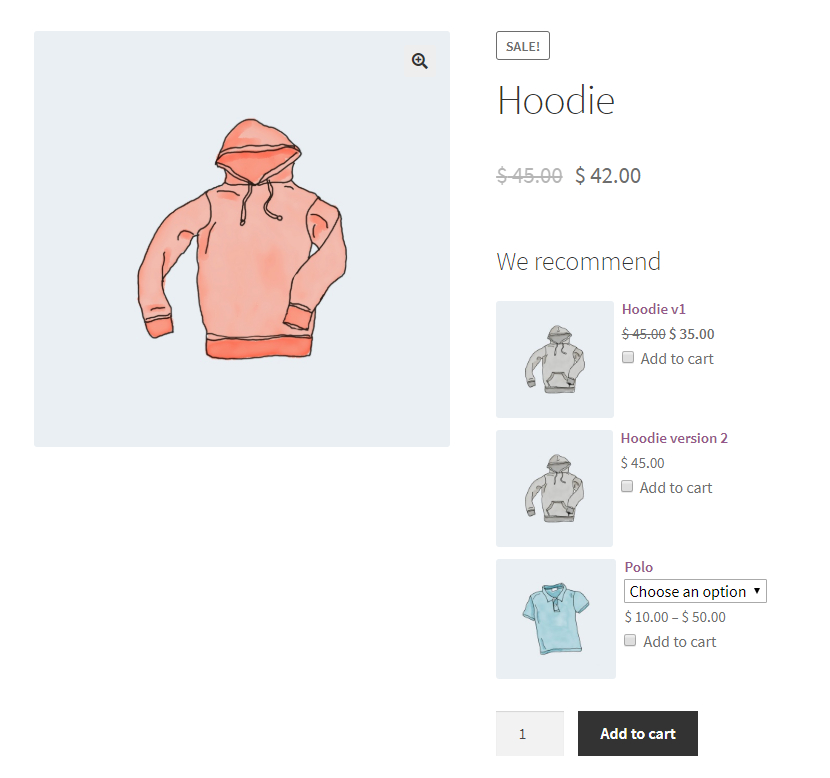 SALE!
Hoodie
$ 45.00 $ 42.00
We recommend
Hoodie v1
$ 45.00 $ 35.00
Add to cart
Hoodie version 2
$ 45.00
Add to cart
Polo
Choose an option
$ 10.00 – $ 50.00
Add to cart
1 Add to cart